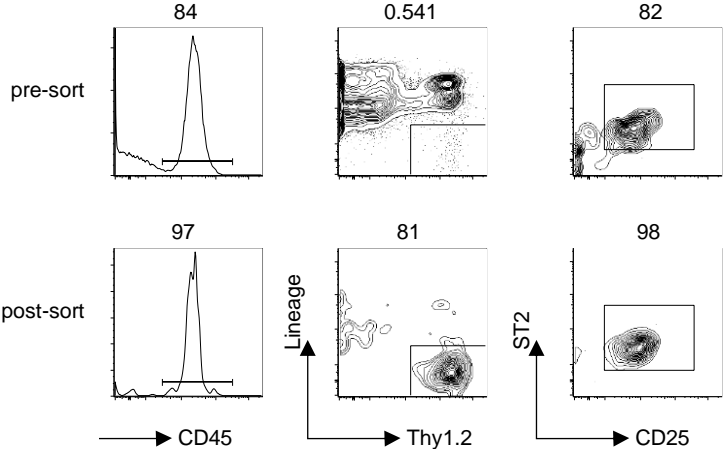 84 0.541 82
pre-sort
97 81 98
post-sort
Lineage
ST2
CD45 Thy1.2 CD25